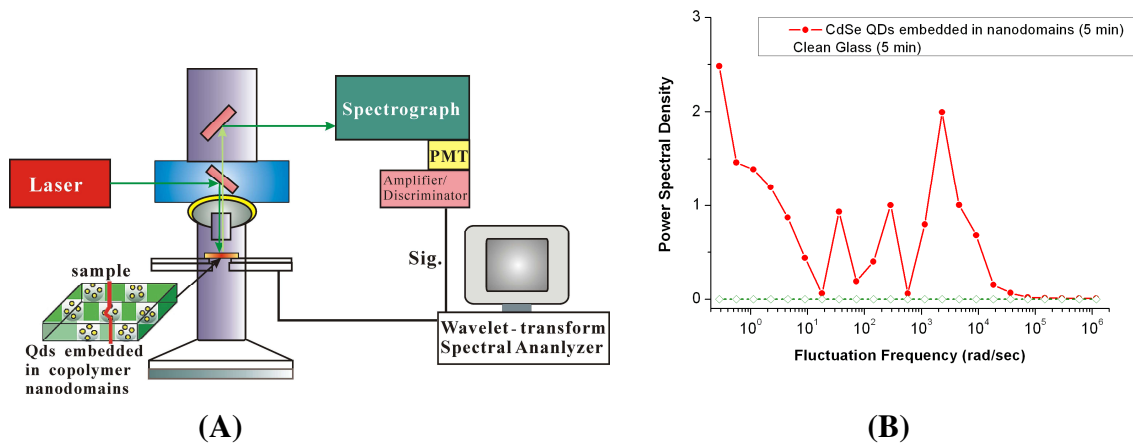 Spectrograph
PMT
Laser
Amplifier/
Discriminator
Sig.
sample
Qds embedded
in copolymer
nanodomains
Wavelet-transform
Spectral Ananlyzer
(A)
CdSe QDs embedded in nanodomains (5 min)
Clean Glass (5 min)
Power Spectral Density
3
2
1
0
10⁰ 10¹ 10² 10³ 10⁴ 10⁵ 10⁶
Fluctuation Frequency (rad/sec)
(B)